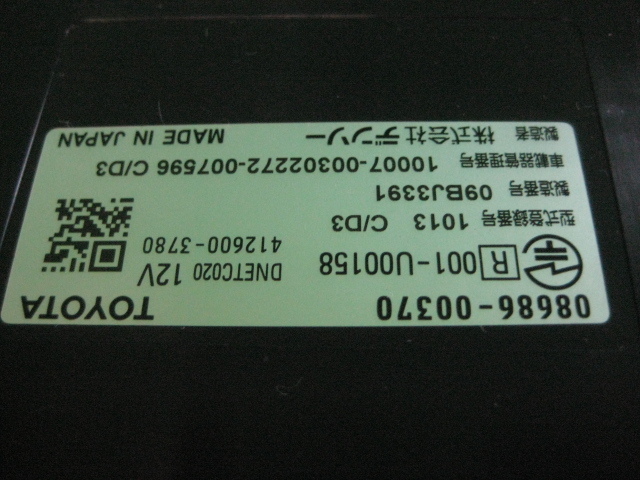 08686-00370 TOYOTA
R 001-U00158 DNETC020 12V
型式登録番号 1013 C/D3 412600-3780
製造番号 09BJ3391
車載器管理番号 10007-00302272-007596 C/D3
製造者 株式会社デンソー MADE IN JAPAN